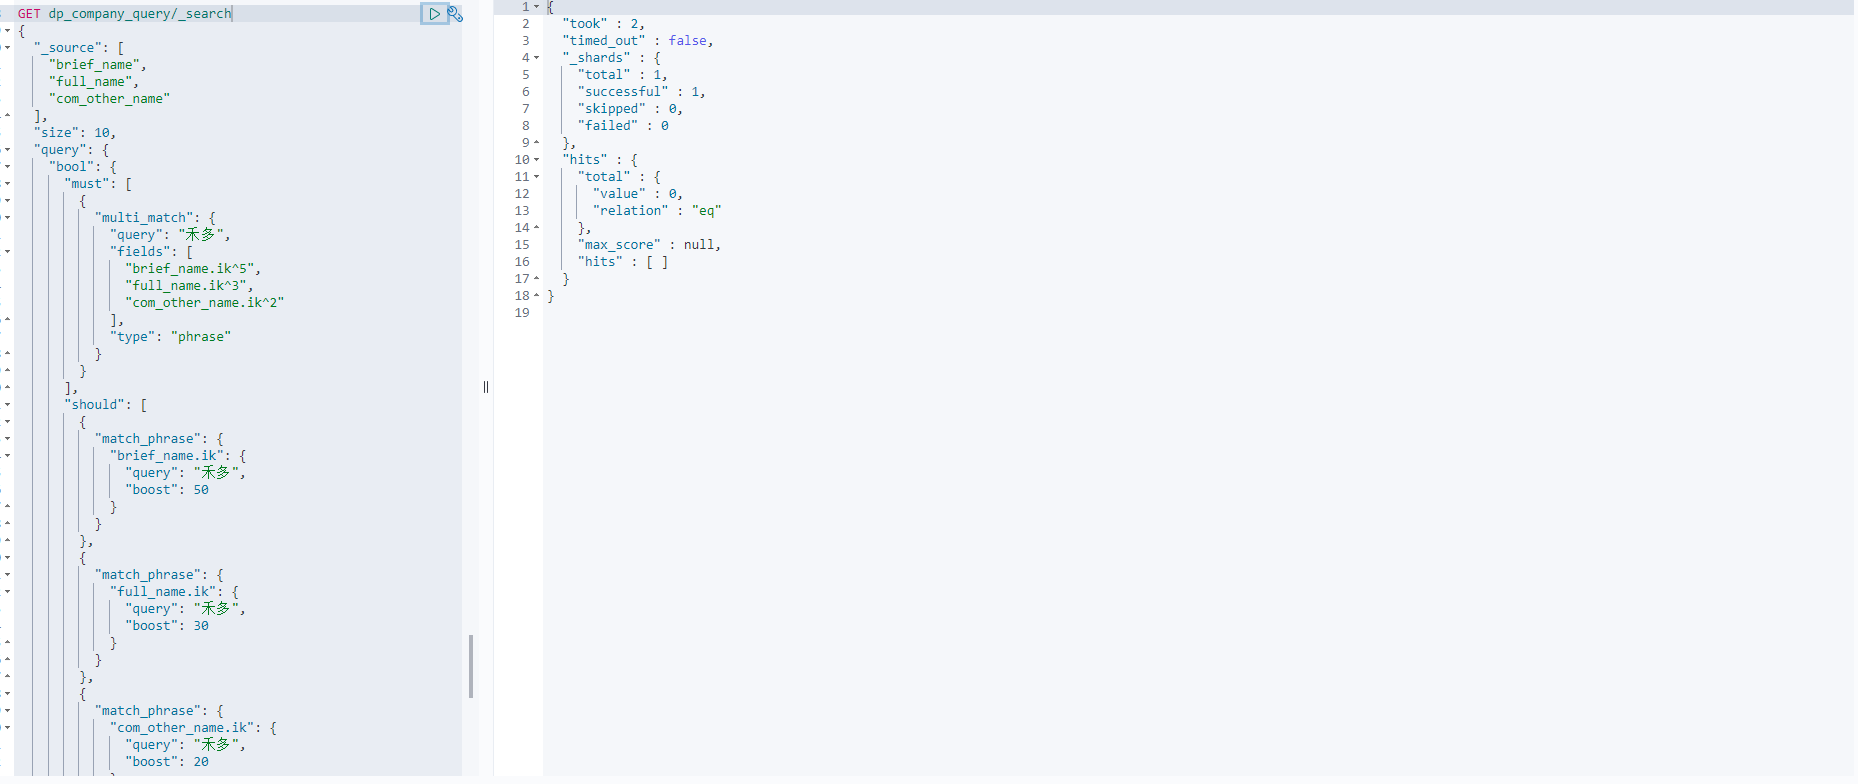 GET dp_company_query/_search
{
"_source": [
"brief_name",
"full_name",
"com_other_name"
],
"size": 10,
"query": {
"bool": {
"must": [
{
"multi_match": {
"query": "禾多",
"fields": [
"brief_name.ik^5",
"full_name.ik^3",
"com_other_name.ik^2"
],
"type": "phrase"
}
}
],
"should": [
{
"match_phrase": {
"brief_name.ik": {
"query": "禾多",
"boost": 50
}
}
},
{
"match_phrase": {
"full_name.ik": {
"query": "禾多",
"boost": 30
}
}
},
{
"match_phrase": {
"com_other_name.ik": {
"query": "禾多",
"boost": 20
1 {
2 "took" : 2,
3 "timed_out" : false,
4 "_shards" : {
5 "total" : 1,
6 "successful" : 1,
7 "skipped" : 0,
8 "failed" : 0
9 },
10 "hits" : {
11 "total" : {
12 "value" : 0,
13 "relation" : "eq"
14 },
15 "max_score" : null,
16 "hits" : [ ]
17 }
18 }
19